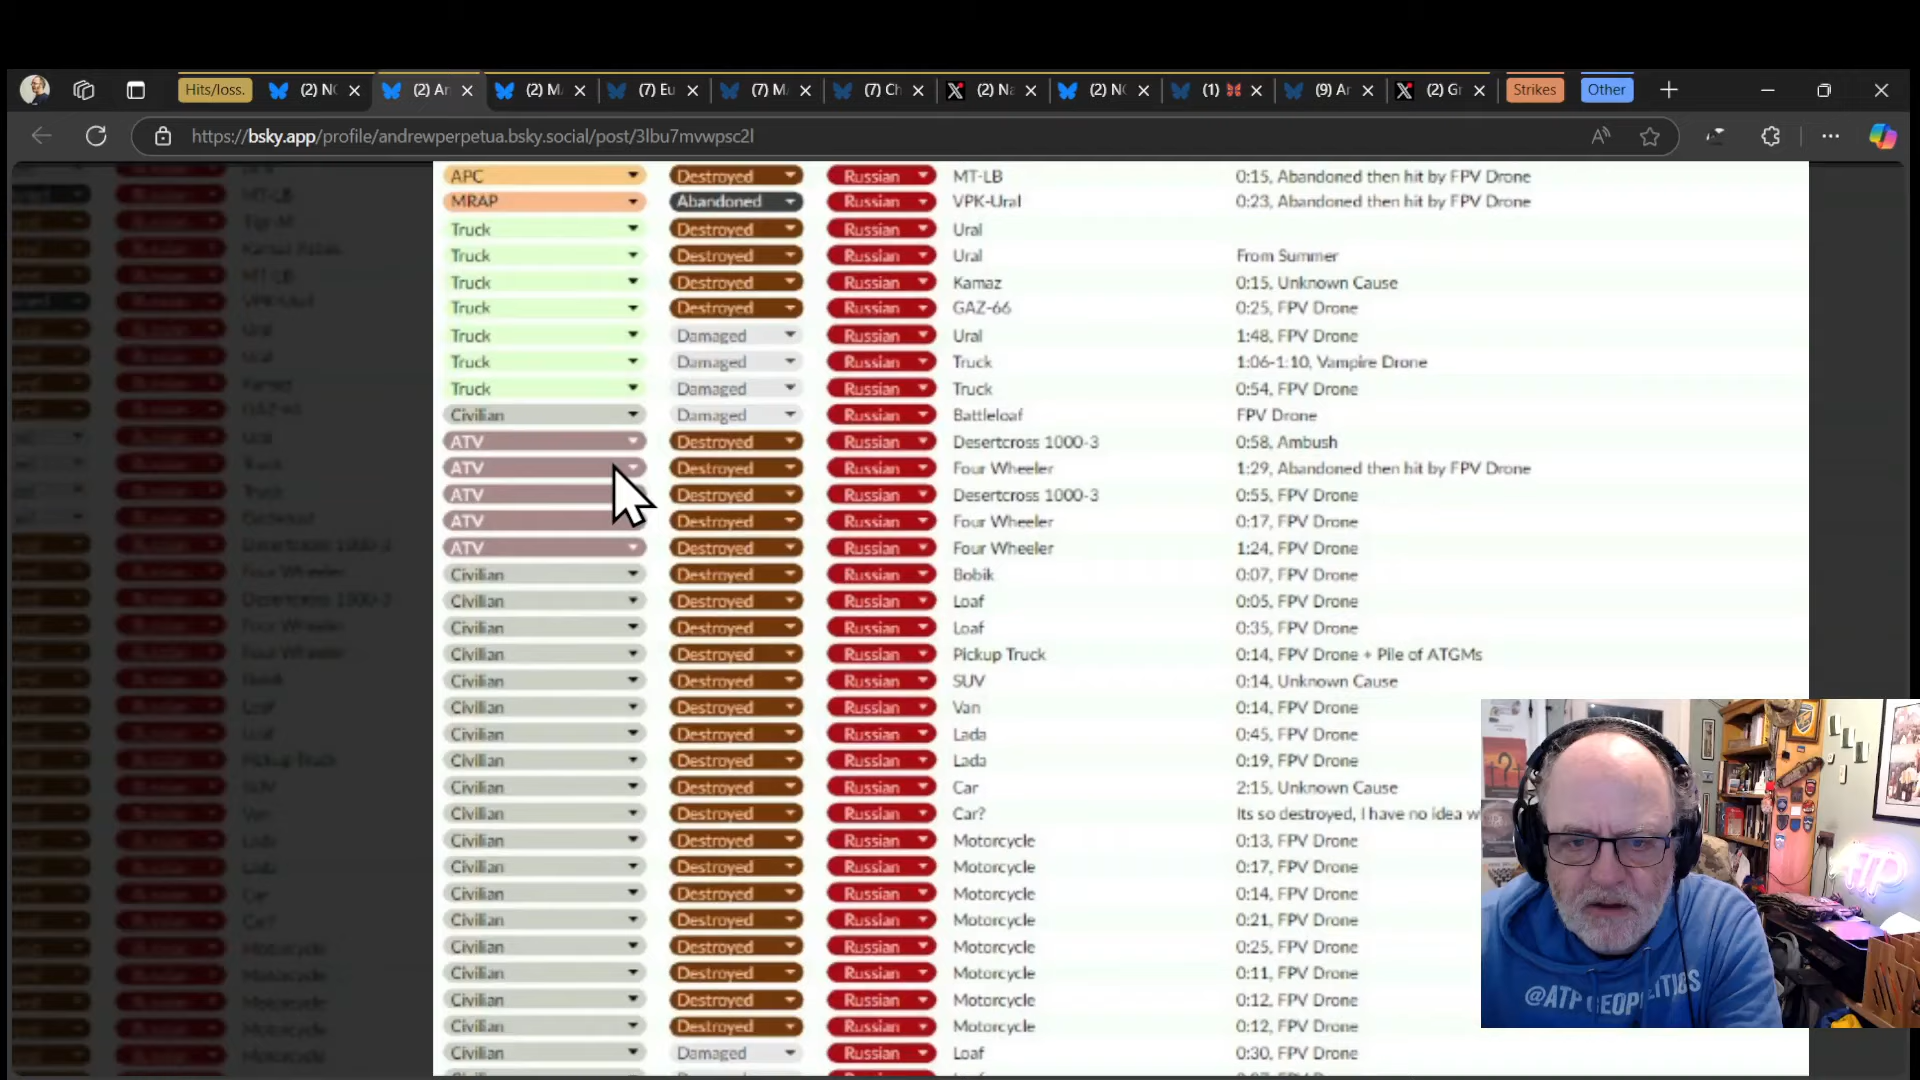 Hits/loss. (2) NC (2) An (2) M. (7) Eu (7) M. (7) Ch (2) Na (2) NC (1) (9) Ar (2) Gr Strikes Other
https://bsky.app/profile/andrewperpetua.bsky.social/post/3lbu7mvwpsc2l
APC Destroyed Russian MT-LB 0:15, Abandoned then hit by FPV Drone
MRAP Abandoned Russian VPK-Ural 0:23, Abandoned then hit by FPV Drone
Truck Destroyed Russian Ural
Truck Destroyed Russian Ural From Summer
Truck Destroyed Russian Kamaz 0:15, Unknown Cause
Truck Destroyed Russian GAZ-66 0:25, FPV Drone
Truck Damaged Russian Ural 1:48, FPV Drone
Truck Damaged Russian Truck 1:06-1:10, Vampire Drone
Truck Damaged Russian Truck 0:54, FPV Drone
Civilian Damaged Russian Battleloaf FPV Drone
ATV Destroyed Russian Desertcross 1000-3 0:58, Ambush
ATV Destroyed Russian Four Wheeler 1:29, Abandoned then hit by FPV Drone
ATV Destroyed Russian Desertcross 1000-3 0:55, FPV Drone
ATV Destroyed Russian Four Wheeler 0:17, FPV Drone
ATV Destroyed Russian Four Wheeler 1:24, FPV Drone
Civilian Destroyed Russian Bobik 0:07, FPV Drone
Civilian Destroyed Russian Loaf 0:05, FPV Drone
Civilian Destroyed Russian Loaf 0:35, FPV Drone
Civilian Destroyed Russian Pickup Truck 0:14, FPV Drone + Pile of ATGMs
Civilian Destroyed Russian SUV 0:14, Unknown Cause
Civilian Destroyed Russian Van 0:14, FPV Drone
Civilian Destroyed Russian Lada 0:45, FPV Drone
Civilian Destroyed Russian Lada 0:19, FPV Drone
Civilian Destroyed Russian Car 2:15, Unknown Cause
Civilian Destroyed Russian Car? Its so destroyed, I have no idea w
Civilian Destroyed Russian Motorcycle 0:13, FPV Drone
Civilian Destroyed Russian Motorcycle 0:17, FPV Drone
Civilian Destroyed Russian Motorcycle 0:14, FPV Drone
Civilian Destroyed Russian Motorcycle 0:21, FPV Drone
Civilian Destroyed Russian Motorcycle 0:25, FPV Drone
Civilian Destroyed Russian Motorcycle 0:11, FPV Drone
Civilian Destroyed Russian Motorcycle 0:12, FPV Drone
Civilian Destroyed Russian Motorcycle 0:12, FPV Drone
Civilian Damaged Russian Loaf 0:30, FPV Drone
@ATP GEOPOLITICS